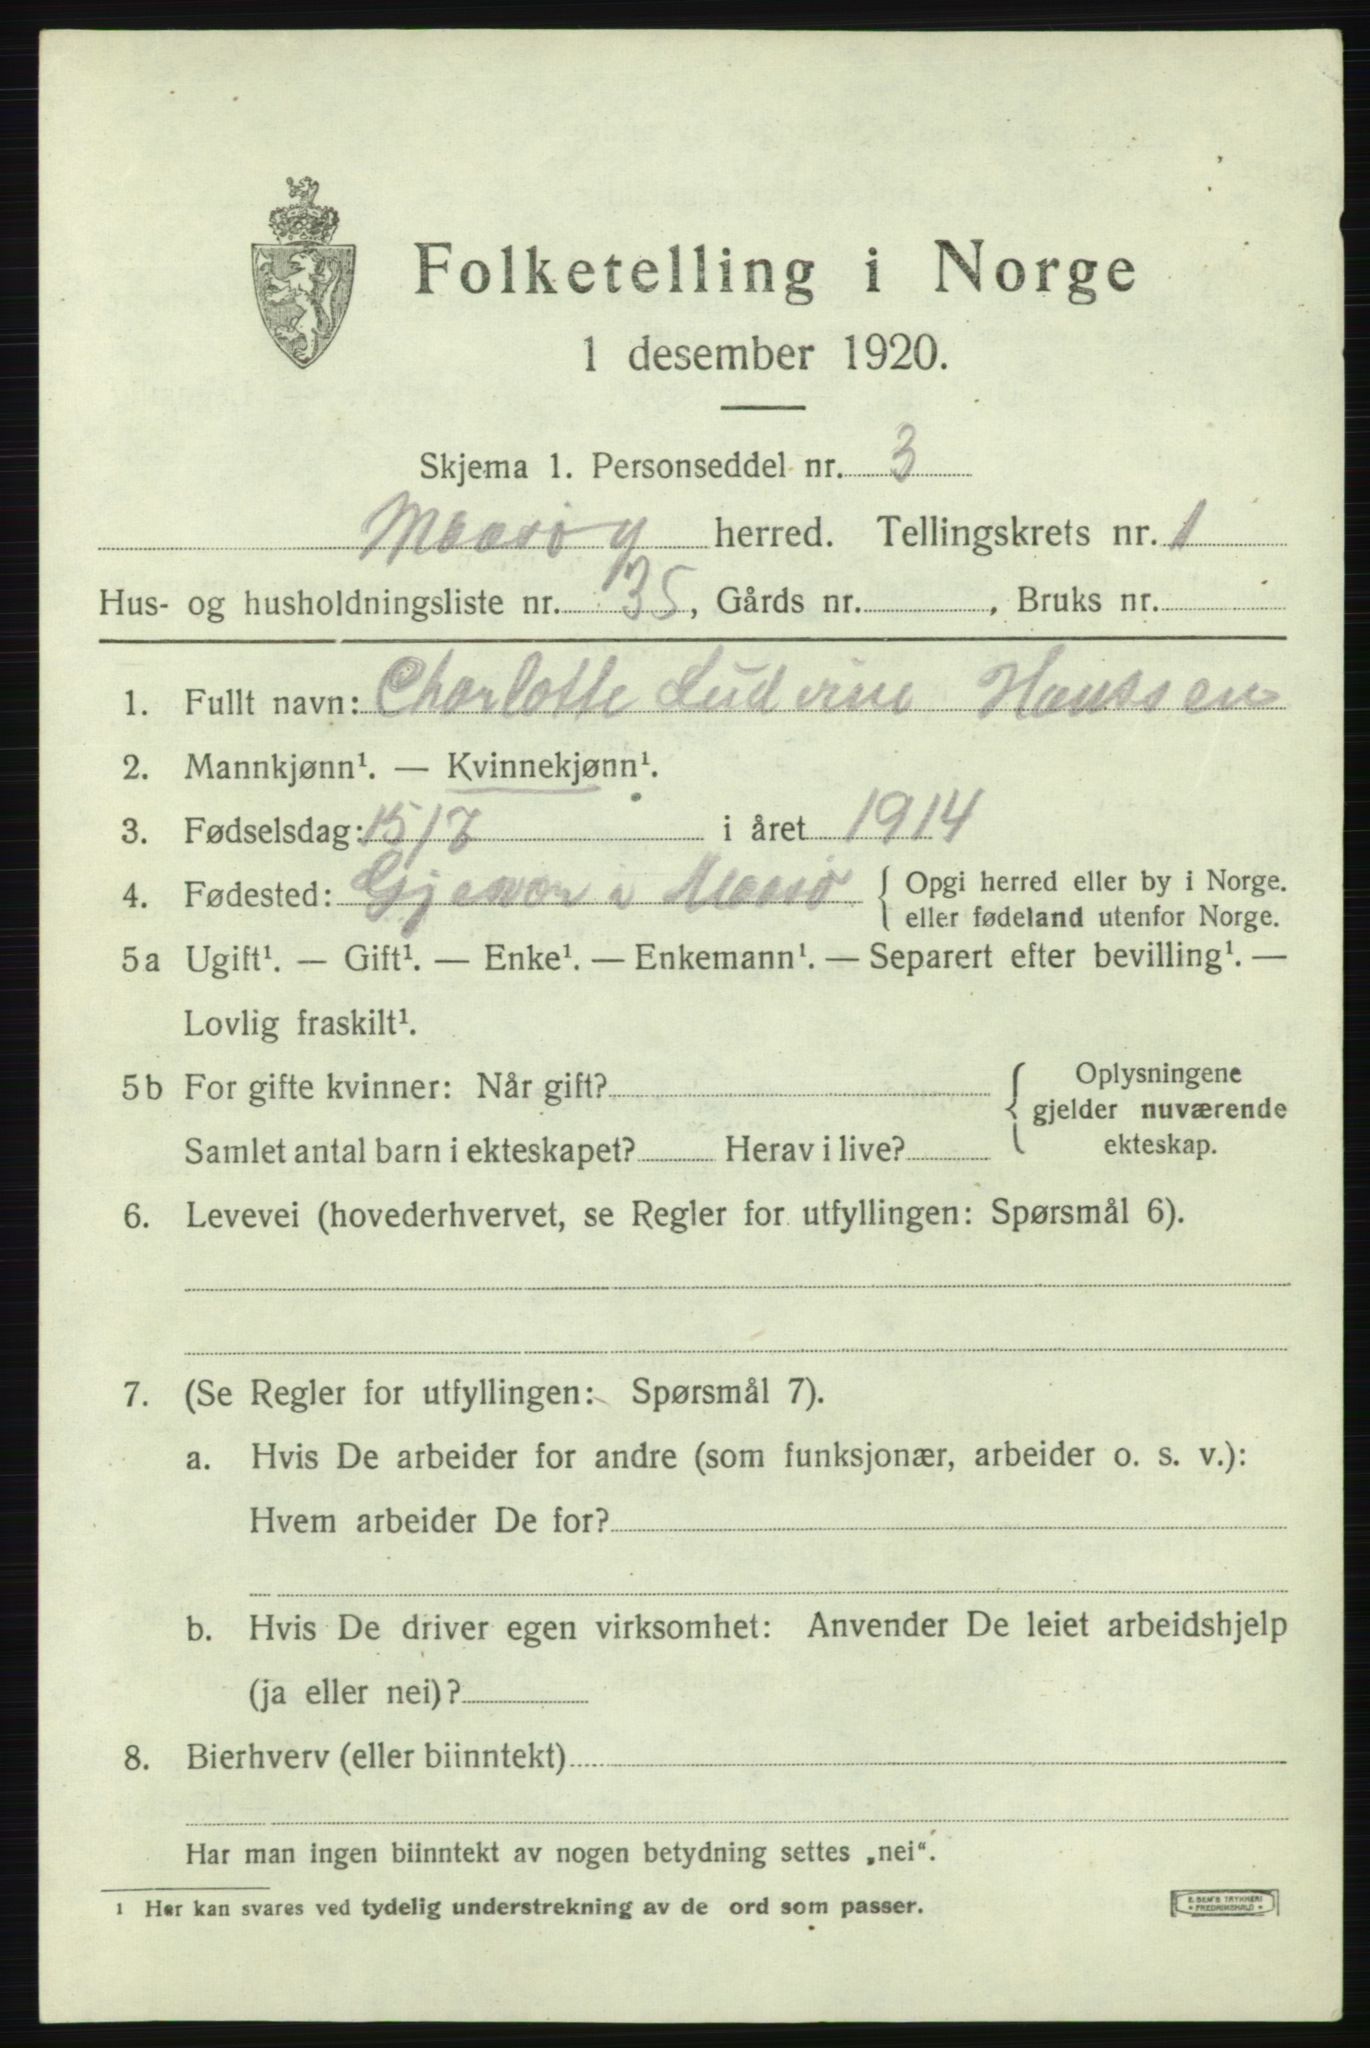 Folketelling i Norge
1 desember 1920.
Skjema 1. Personseddel nr. 3
Maasøy herred. Tellingskrets nr. 1
Hus- og husholdningsliste nr. 35, Gårds nr. , Bruks nr.
1. Fullt navn: Charlotte Ludvine Hanssen
2. Mannkjønn¹. — Kvinnekjønn¹.
3. Fødselsdag: 15/7 i året 1914
4. Fødested: Gjesvær i Maasø { Opgi herred eller by i Norge.
eller fødeland utenfor Norge.
5a Ugift¹. — Gift¹. — Enke¹. — Enkemann¹. — Separert efter bevilling¹. —
Lovlig fraskilt¹.
5b For gifte kvinner: Når gift? { Oplysningene
gjelder nuværende
Samlet antal barn i ekteskapet? Herav i live? ekteskap.
6. Levevei (hovederhvervet, se Regler for utfyllingen: Spørsmål 6).
7. (Se Regler for utfyllingen: Spørsmål 7).
a. Hvis De arbeider for andre (som funksjonær, arbeider o. s. v.):
Hvem arbeider De for?
b. Hvis De driver egen virksomhet: Anvender De leiet arbeidshjelp
(ja eller nei)?
8. Bierhverv (eller biinntekt)
Har man ingen biinntekt av nogen betydning settes „nei“.
¹ Her kan svares ved tydelig understrekning av de ord som passer.
E. SEM'S TRYKKERI
FREDRIKSHALD